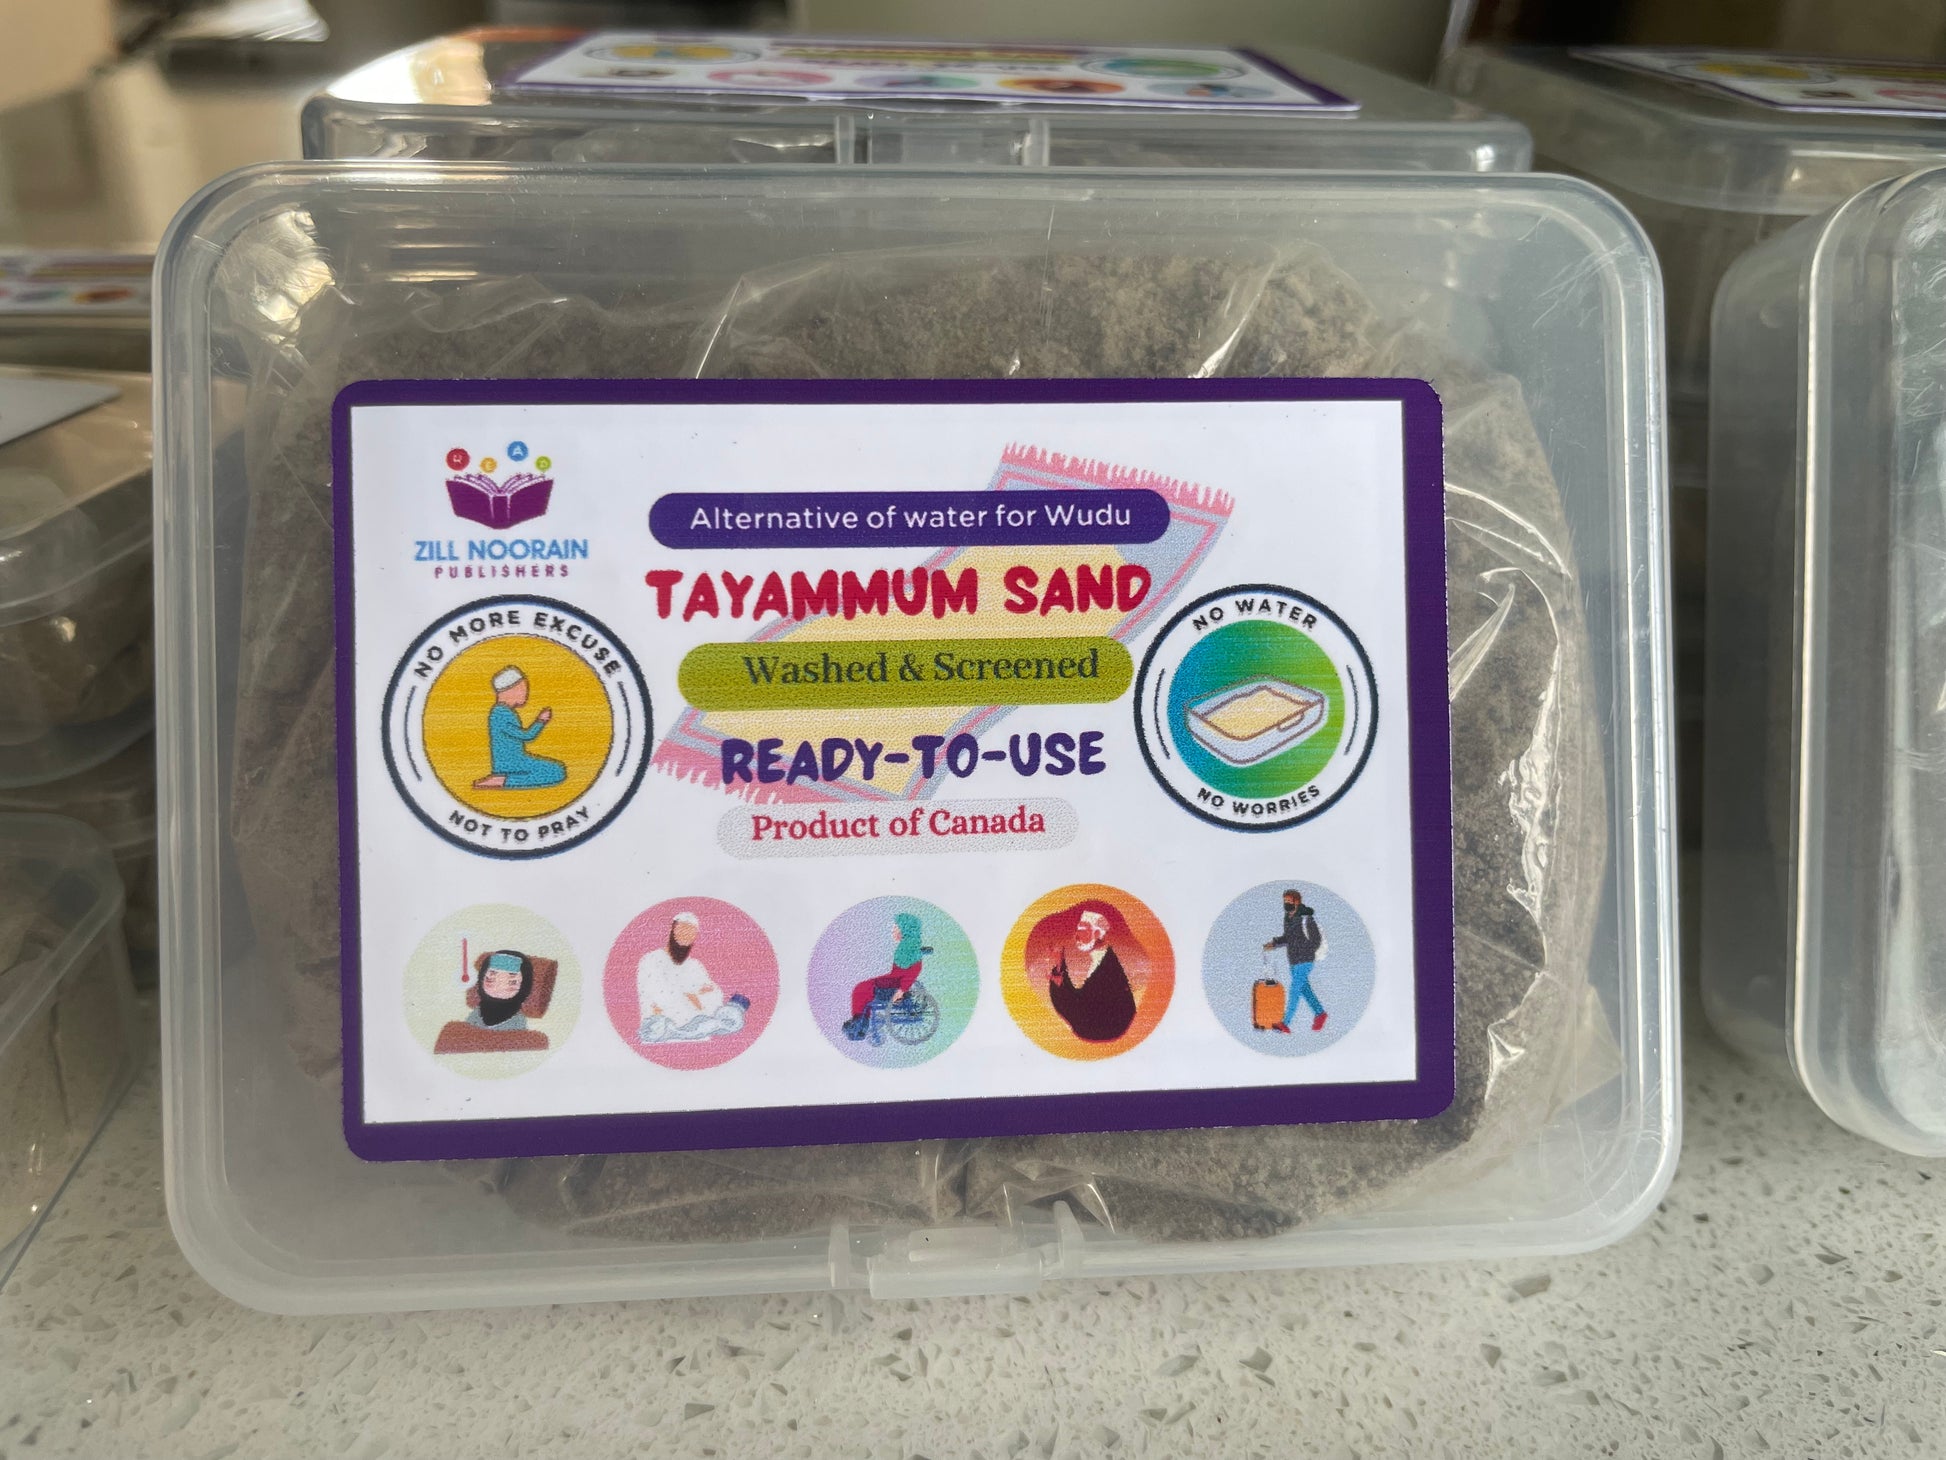 READ
ZILL NOORAIN
PUBLISHERS
Alternative of water for Wudu
TAYAMMUM SAND
Washed & Screened
READY-TO-USE
Product of Canada
NO MORE EXCUSE
NOT TO PRAY
NO WATER
NO WORRIES